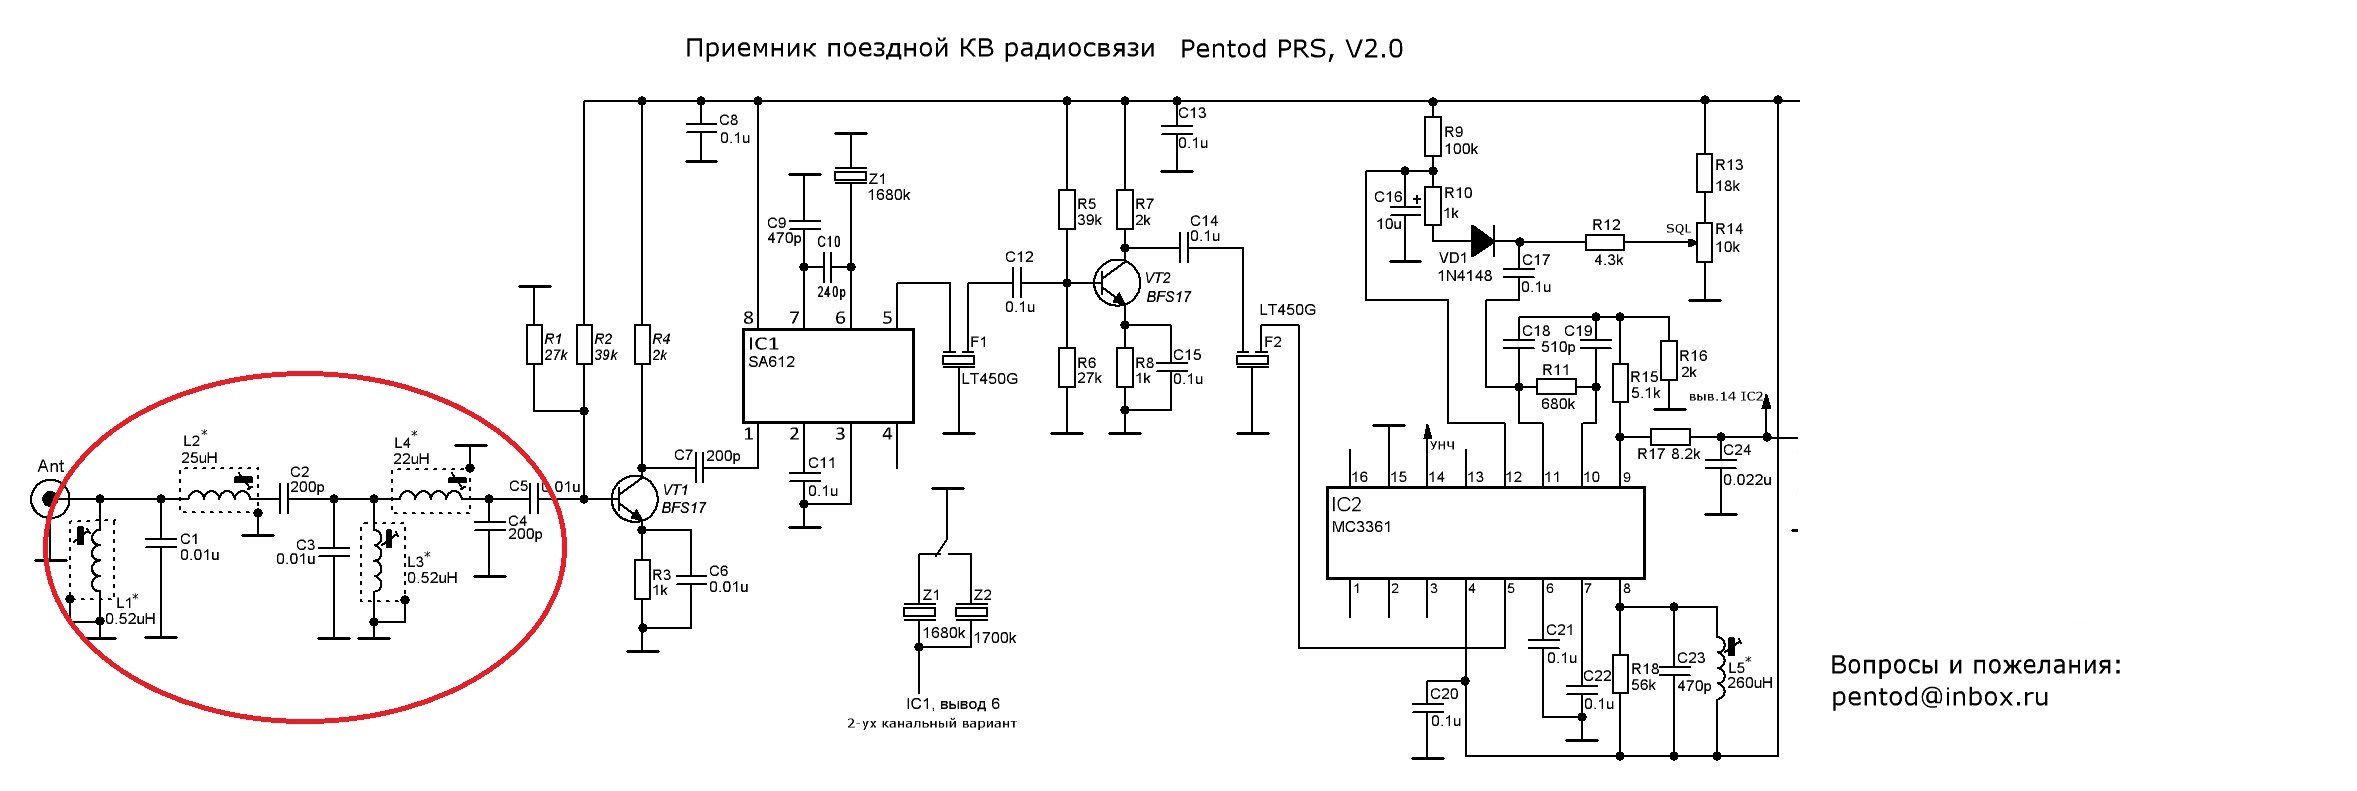 Приемник поездной КВ радиосвязи Pentod PRS, V2.0
C8
0.1u
C13
0.1u
R9
100k
R13
18k
Z1
1680k
C9
470p
C10
240p
R5
39k
R7
2k
C14
0.1u
C16
+
10u
R10
1k
R12
4.3k
SQL
R14
10k
VD1
1N4148
C17
0.1u
C12
0.1u
VT2
BFS17
R1
27k
R2
39k
R4
2k
8
7
6
5
IC1
SA612
1
2
3
4
F1
LT450G
LT450G
F2
R6
27k
R8
1k
C15
0.1u
C18
C19
510p
R11
680k
R15
5.1k
R16
2k
выв.14 IC2
R17 8.2k
C24
0.022u
Ant
L2*
25uH
C2
200p
L4*
22uH
C5
0.01u
C4
200p
C7
200p
VT1
BFS17
C11
0.1u
C1
0.01u
C3
0.01u
L3*
0.52uH
L1*
0.52uH
R3
1k
C6
0.01u
Z1
1680k
Z2
1700k
IC1, вывод 6
2-ух канальный вариант
УНЧ
16
15
14
13
12
11
10
9
IC2
MC3361
1
2
3
4
5
6
7
8
C20
0.1u
C21
0.1u
C22
0.1u
R18
56k
C23
470p
L5*
260uH
Вопросы и пожелания:
pentod@inbox.ru